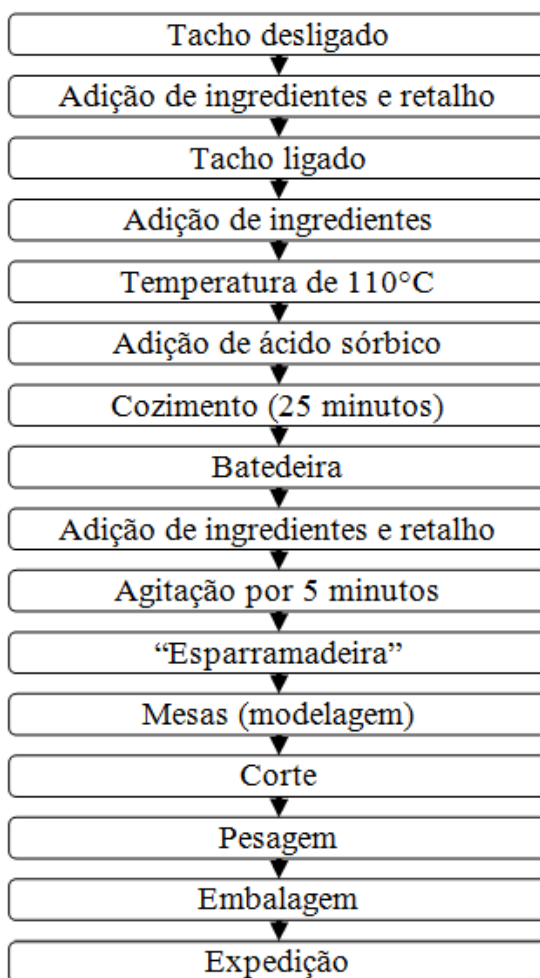 Tacho desligado
Adição de ingredientes e retalho
Tacho ligado
Adição de ingredientes
Temperatura de 110°C
Adição de ácido sórbico
Cozimento (25 minutos)
Batedeira
Adição de ingredientes e retalho
Agitação por 5 minutos
“Esparramadeira”
Mesas (modelagem)
Corte
Pesagem
Embalagem
Expedição